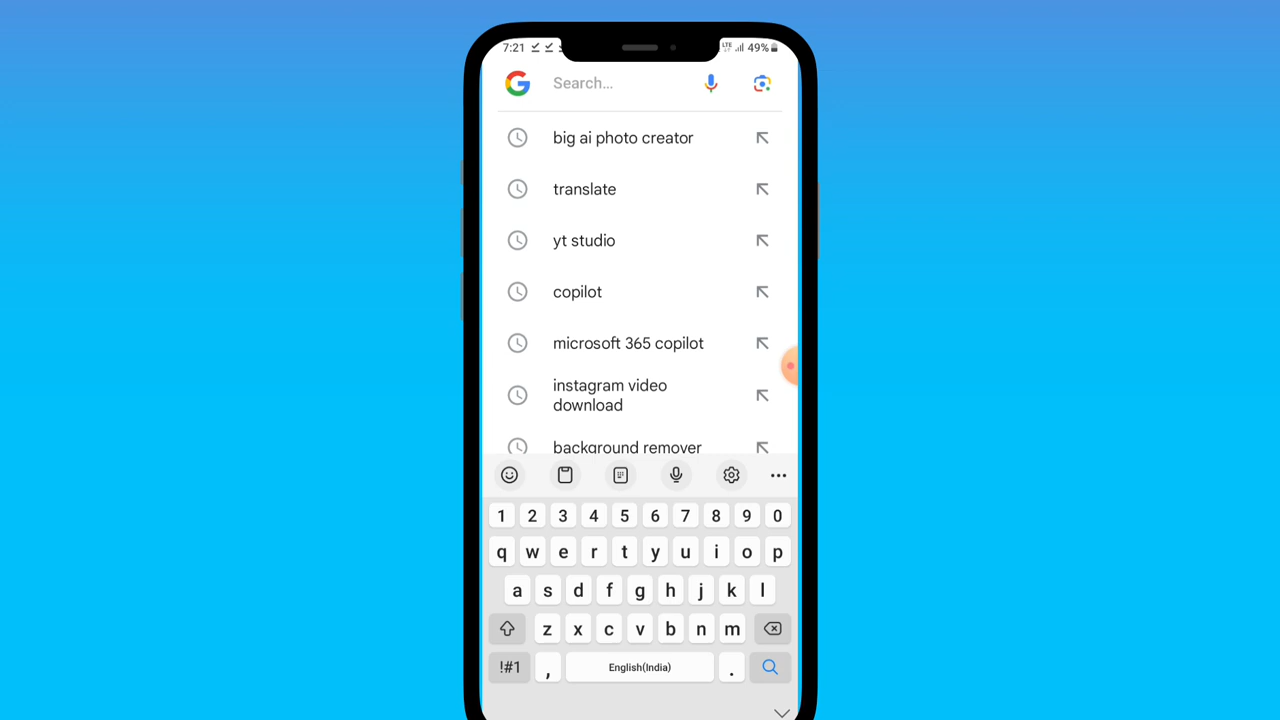 7:21 LTE 49%
Search...
big ai photo creator
translate
yt studio
copilot
microsoft 365 copilot
instagram video
download
background remover
1 2 3 4 5 6 7 8 9 0
q w e r t y u i o p
a s d f g h j k l
z x c v b n m
!#1 , English(India) .